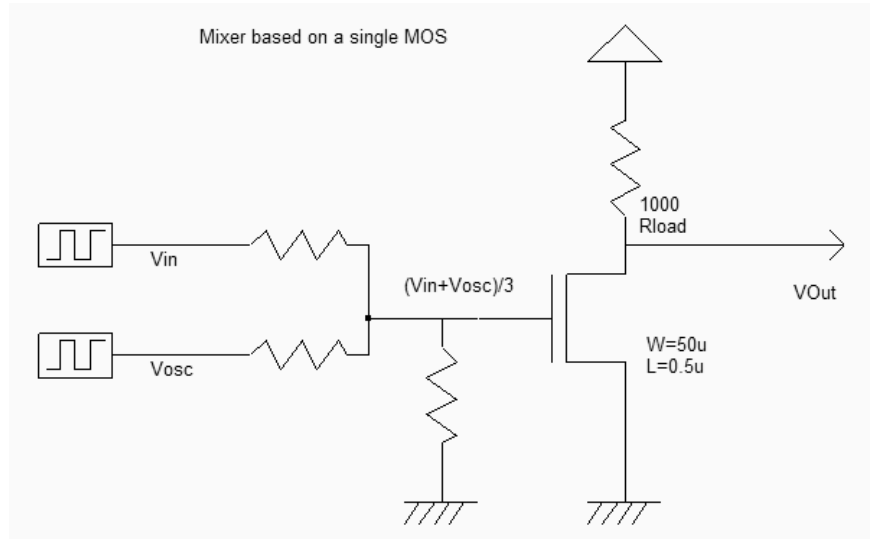 Mixer based on a single MOS
1000
Rload
Vin
(Vin+Vosc)/3
VOut
Vosc
W=50u
L=0.5u